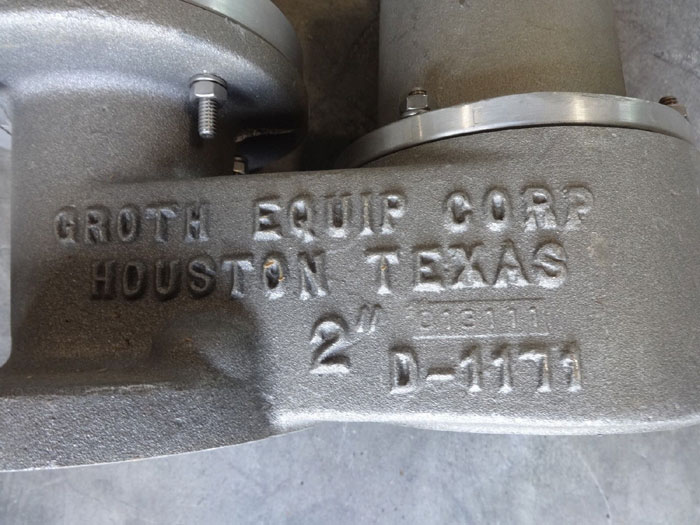 GROTH EQUIP CORP
HOUSTON TEXAS
2" 013111
D-1171